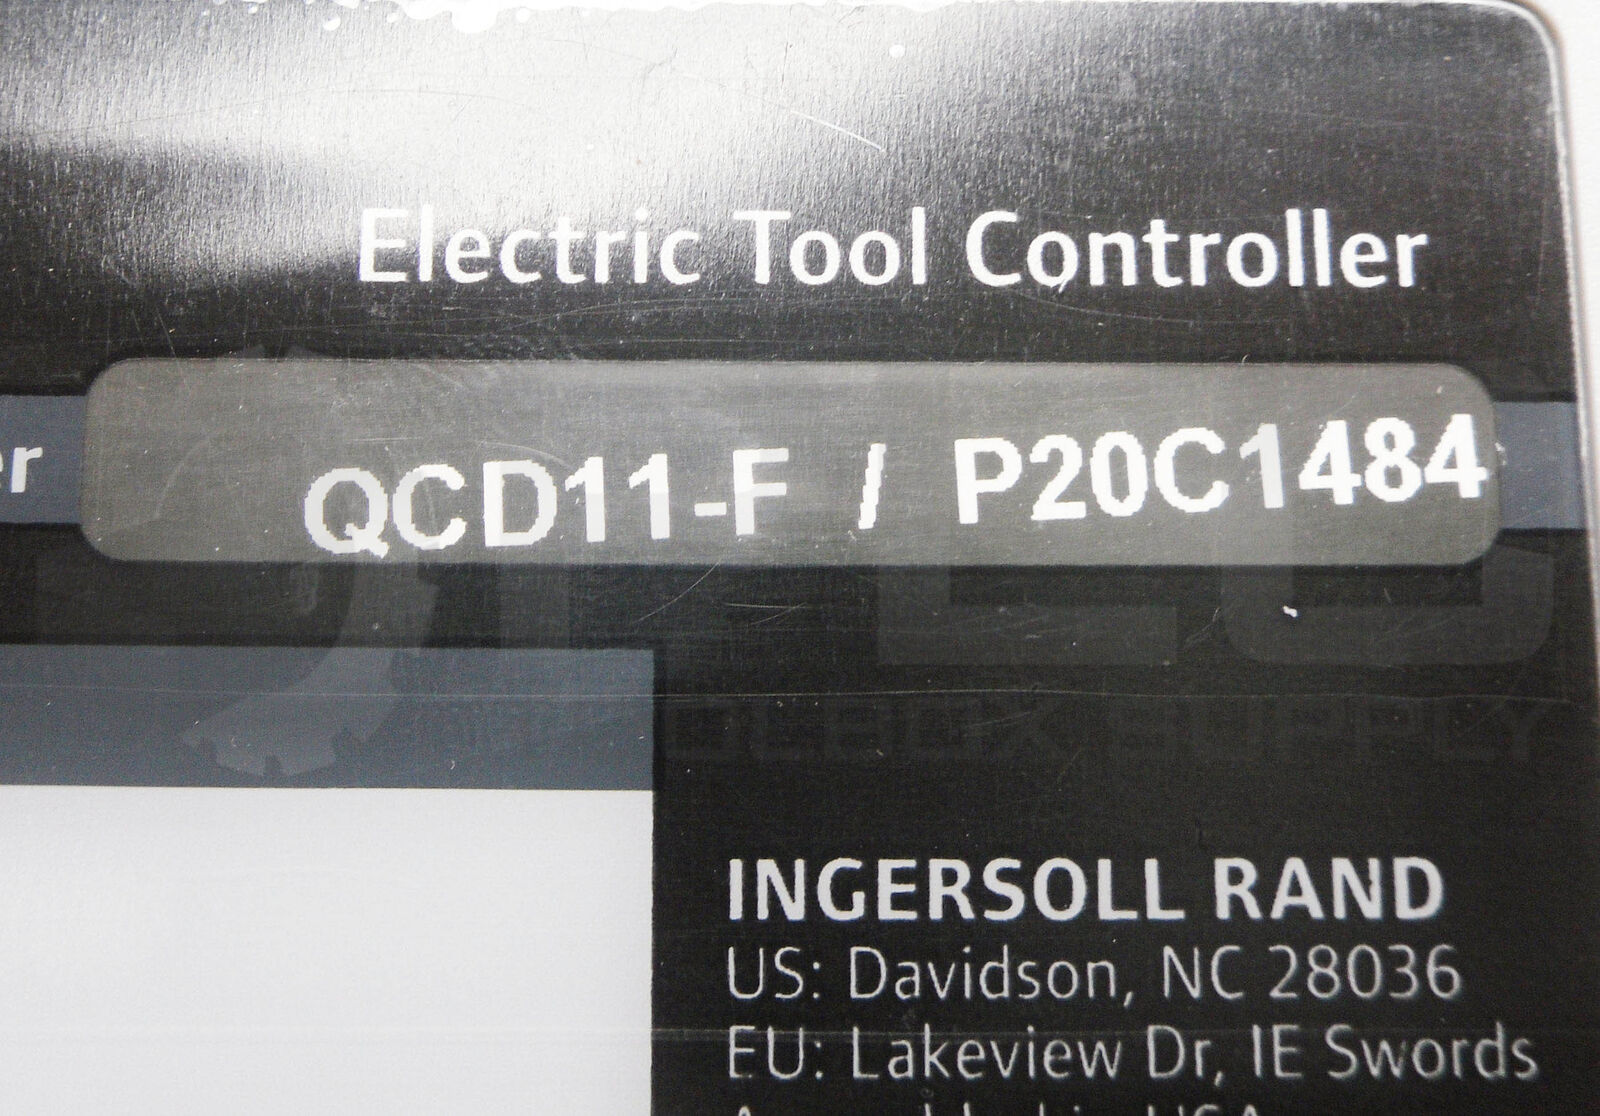 Electric Tool Controller
er QCD11-F / P20C1484
INGERSOLL RAND
US: Davidson, NC 28036
EU: Lakeview Dr, IE Swords